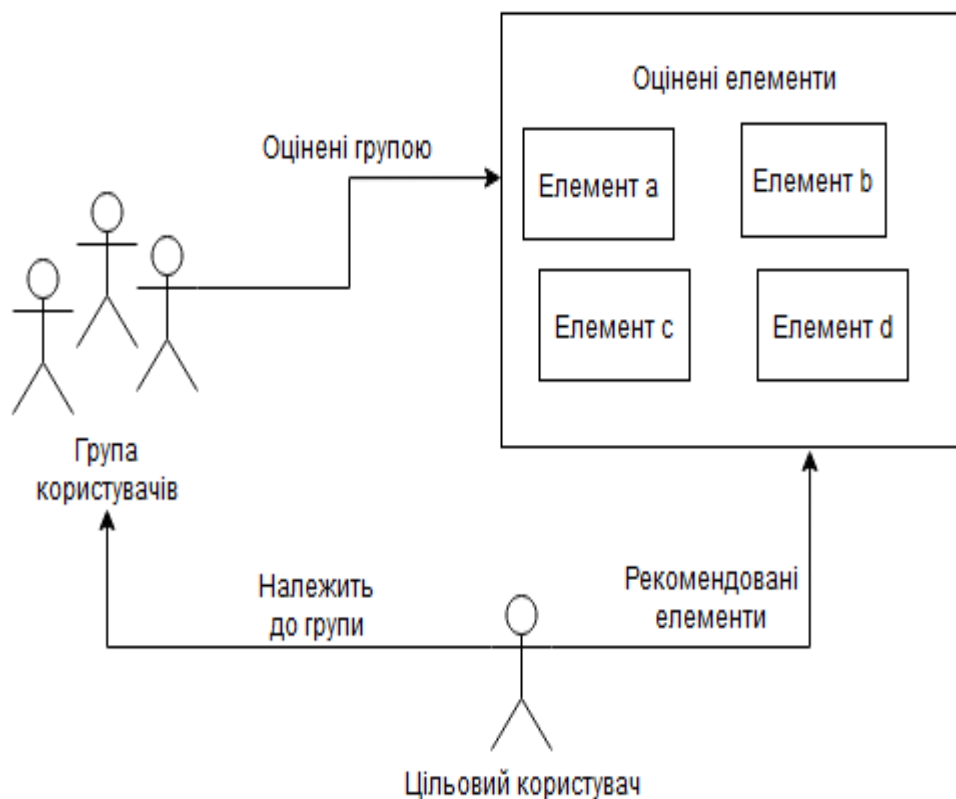 Оцінені елементи
Оцінені групою
Елемент a
Елемент b
Елемент c
Елемент d
Група
користувачів
Належить
до групи
Рекомендовані
елементи
Цільовий користувач